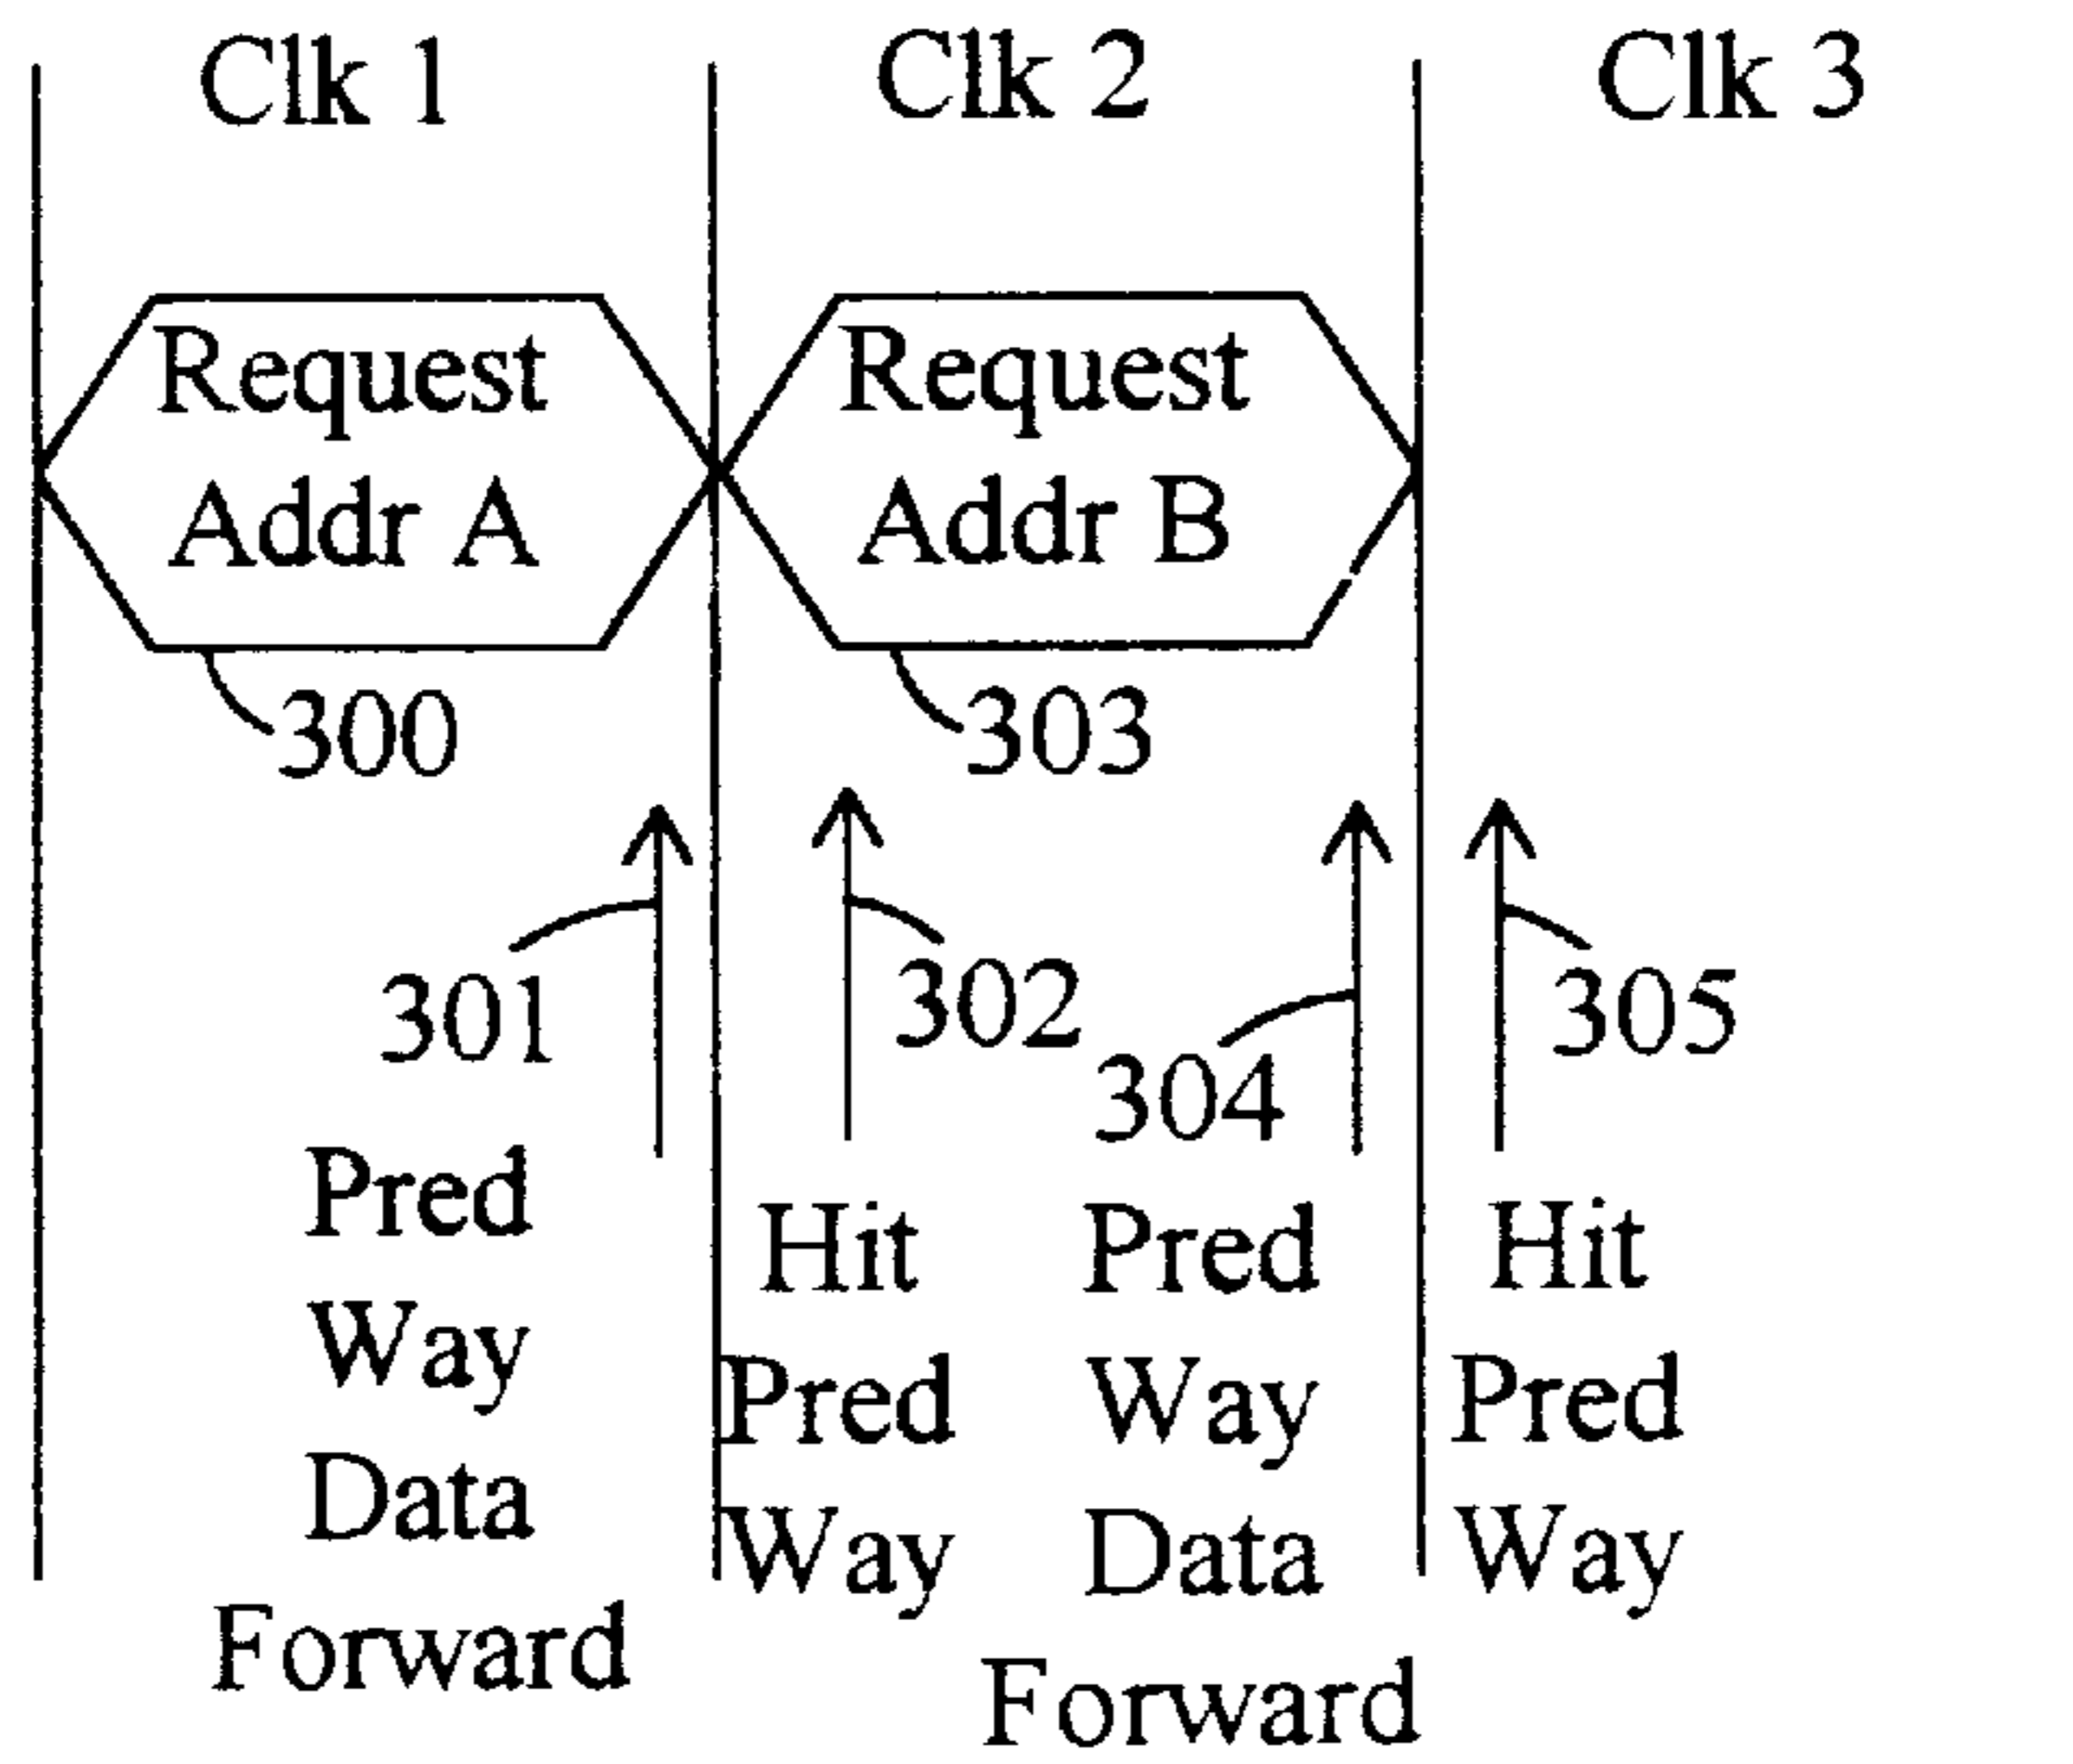 Clk 1
Clk 2
Clk 3
Request
Addr A
Request
Addr B
300
303
301
302
304
305
Pred
Way
Data
Forward
Hit
Pred
Way
Pred
Way
Data
Forward
Hit
Pred
Way